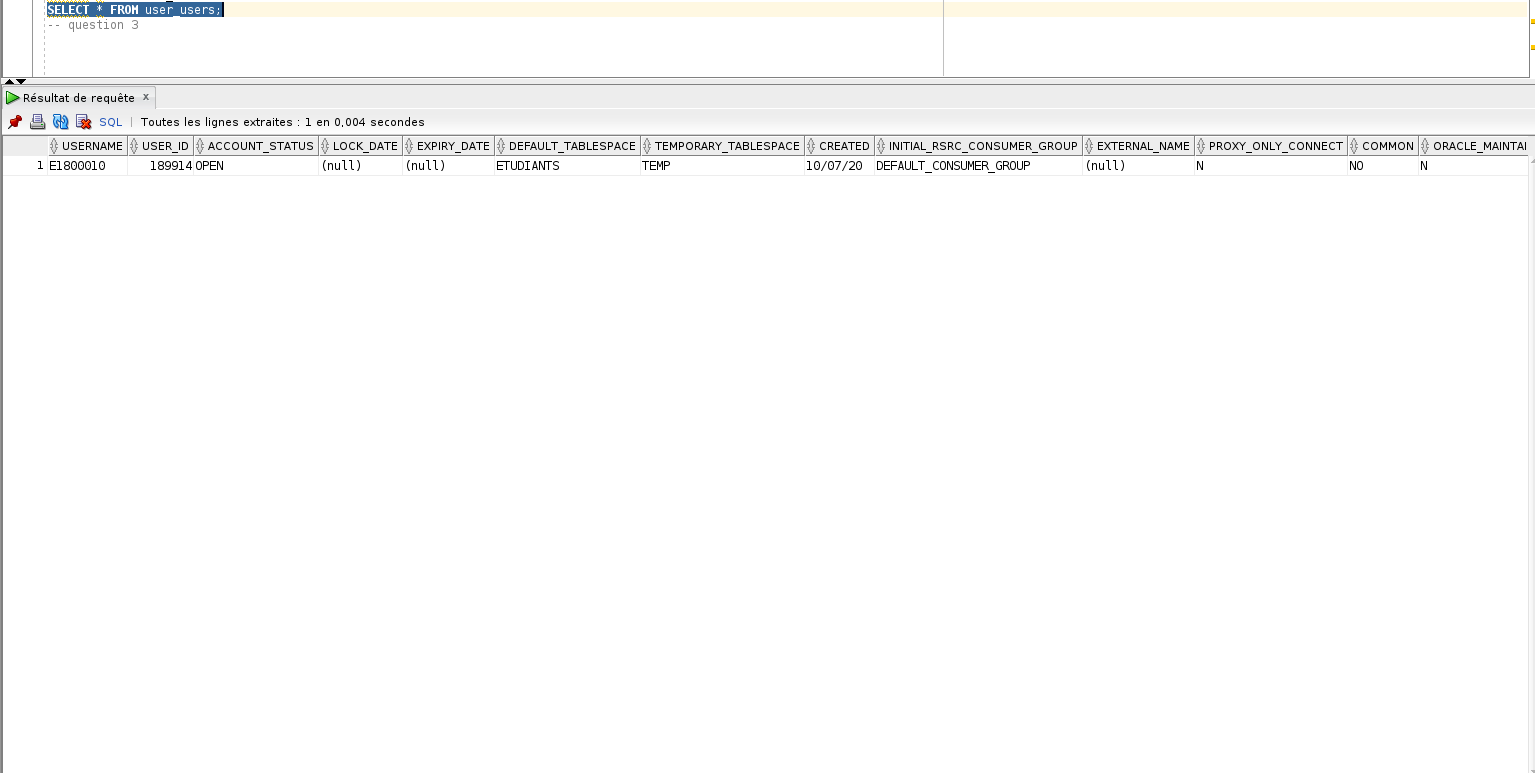 SELECT * FROM user_users;
-- question 3
Résultat de requête x
SQL | Toutes les lignes extraites : 1 en 0,004 secondes
USERNAME USER_ID ACCOUNT_STATUS LOCK_DATE EXPIRY_DATE DEFAULT_TABLESPACE TEMPORARY_TABLESPACE CREATED INITIAL_RSRC_CONSUMER_GROUP EXTERNAL_NAME PROXY_ONLY_CONNECT COMMON ORACLE_MAINTAI
1 E1800010 189914 OPEN (null) (null) ETUDIANTS TEMP 10/07/20 DEFAULT_CONSUMER_GROUP (null) N NO N